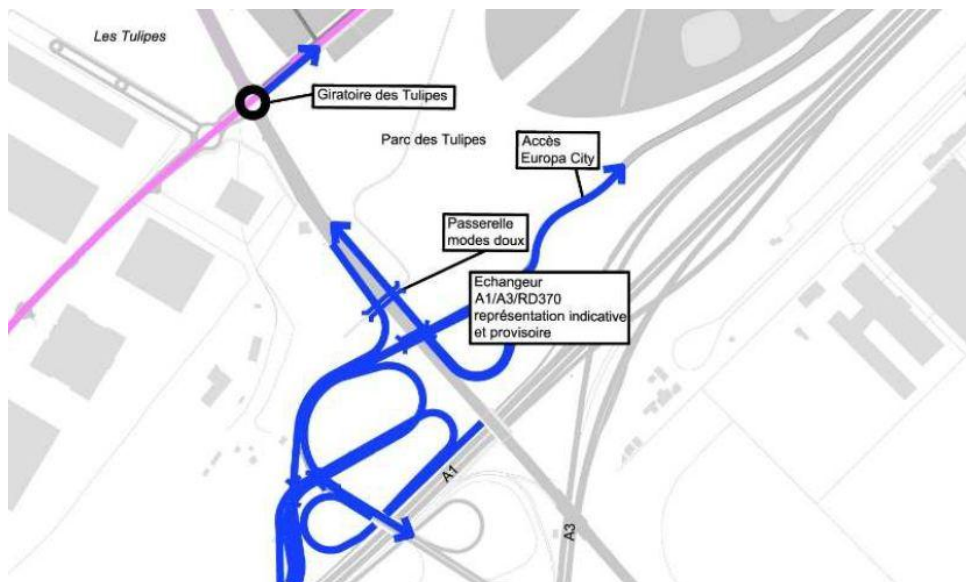 Les Tulipes
Giratoire des Tulipes
Parc des Tulipes
Accès
Europa City
Passerelle
modes doux
Echangeur
A1/A3/RD370
représentation indicative
et provisoire
A1
A3